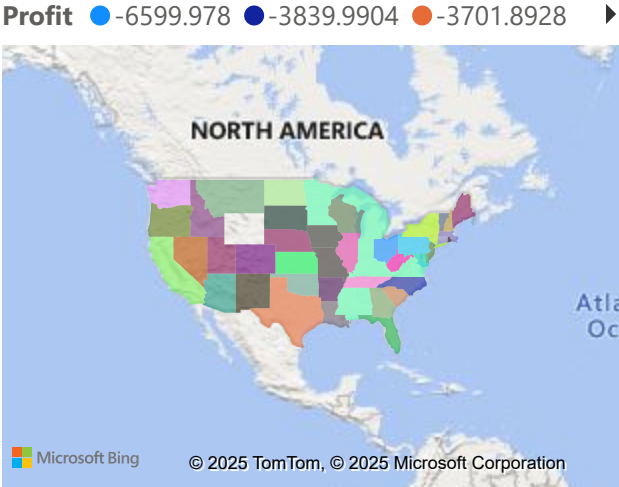 Profit -6599.978 -3839.9904 -3701.8928
NORTH AMERICA
Atla
Oc
Microsoft Bing
© 2025 TomTom, © 2025 Microsoft Corporation